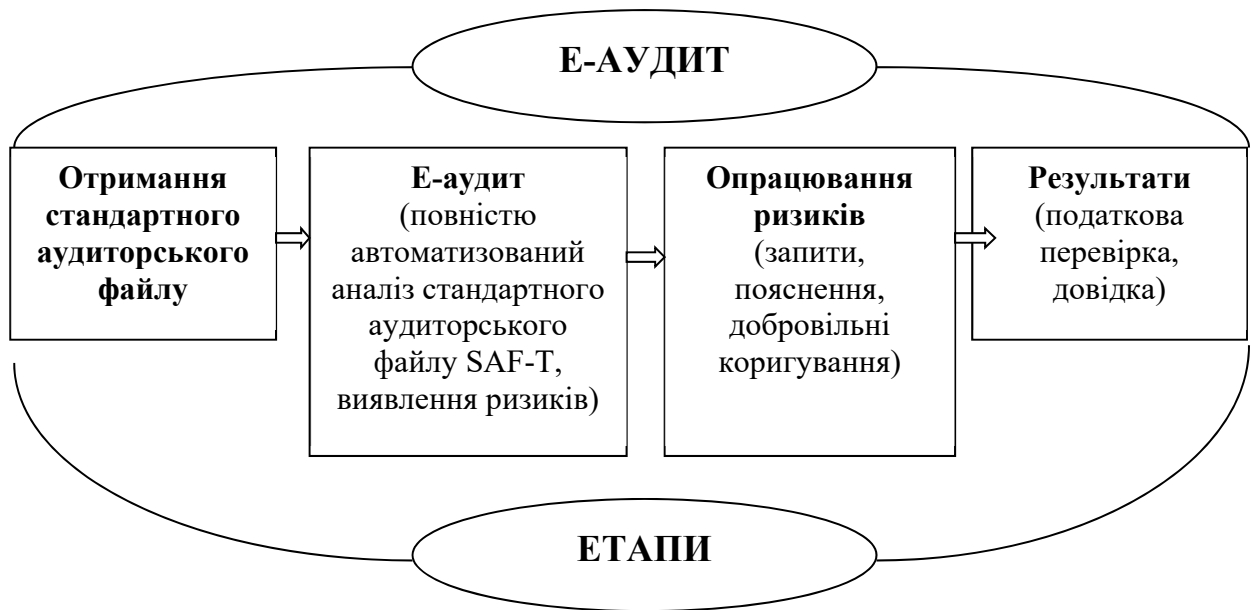 Е-АУДИТ
Отримання
стандартного
аудиторського
файлу
Е-аудит
(повністю
автоматизований
аналіз стандартного
аудиторського
файлу SAF-T,
виявлення ризиків)
Опрацювання
ризиків
(запити,
пояснення,
добровільні
коригування)
Результати
(податкова
перевірка,
довідка)
ЕТАПИ